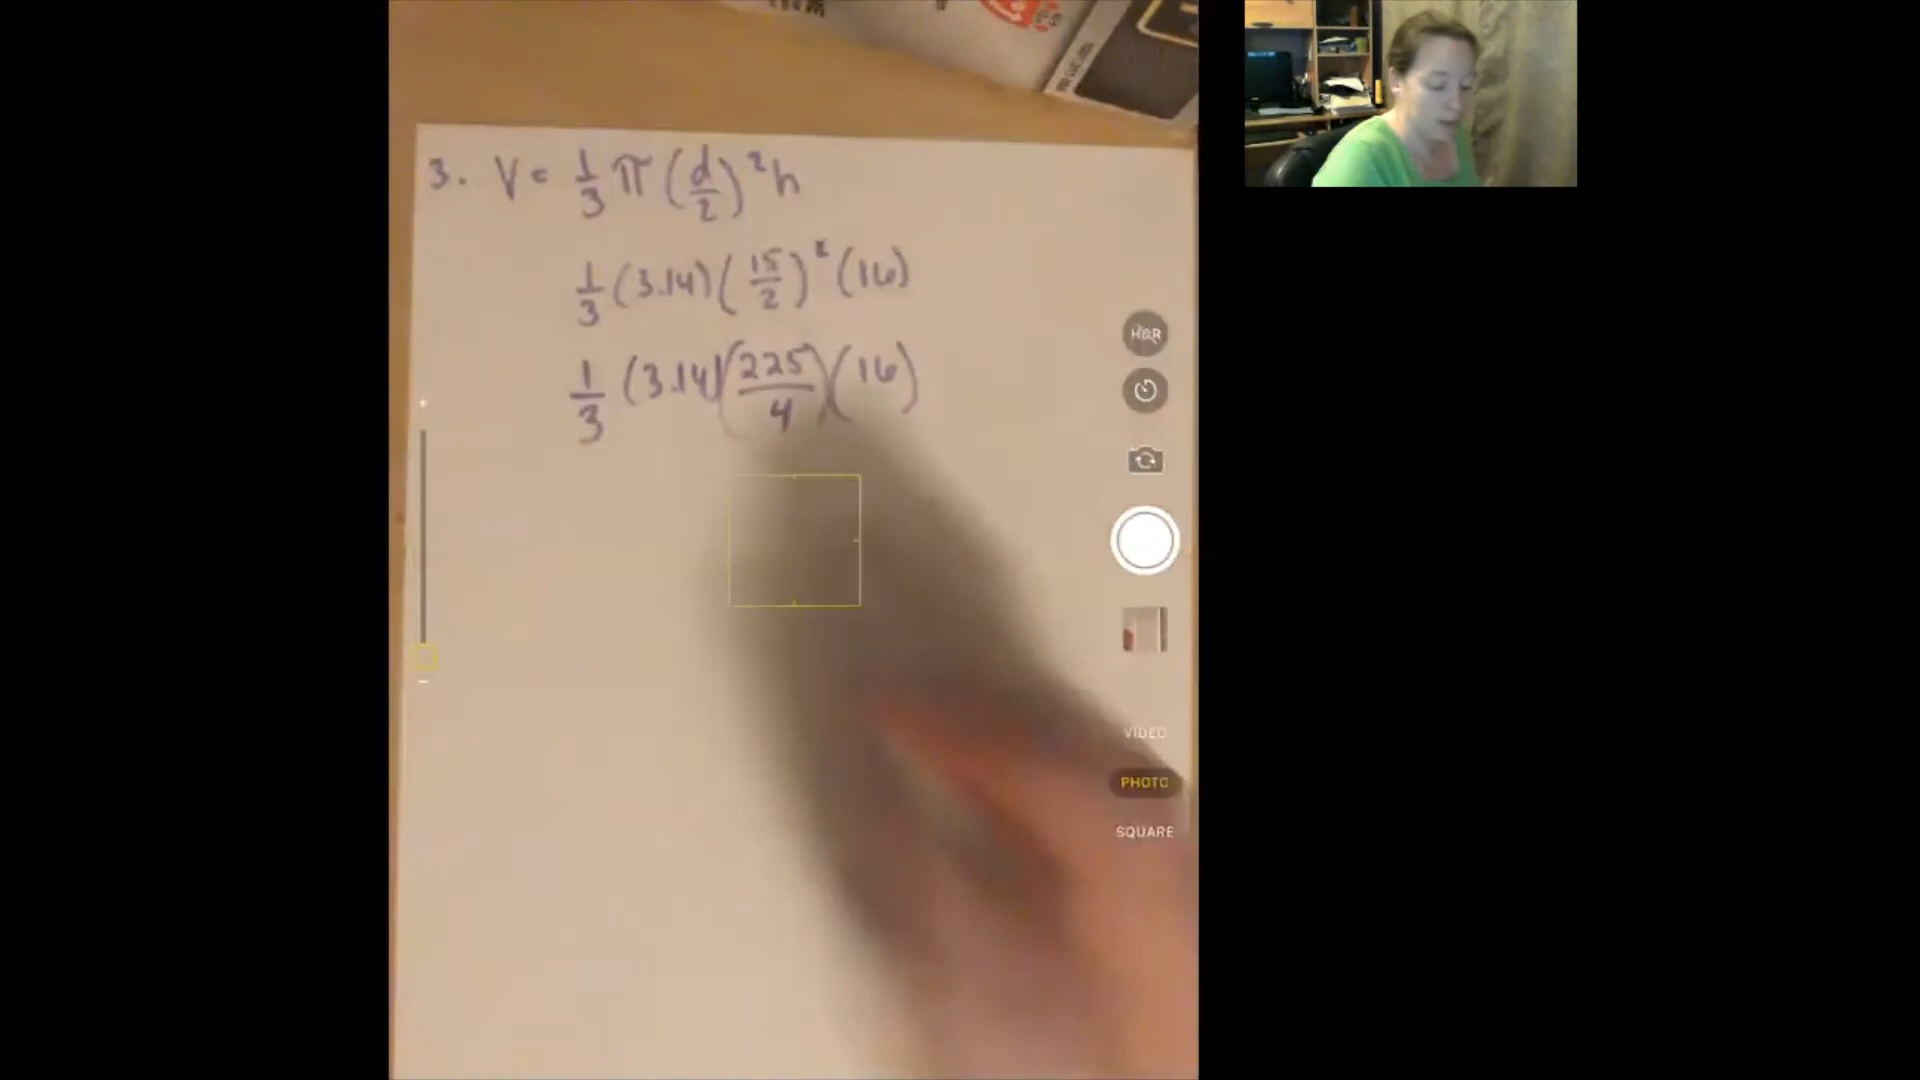 3. V = 1/3 π (d/2)² h
1/3 (3.14) (15/2)² (16)
1/3 (3.14) (225/4) (16)
HDR
VIDEO
PHOTO
SQUARE